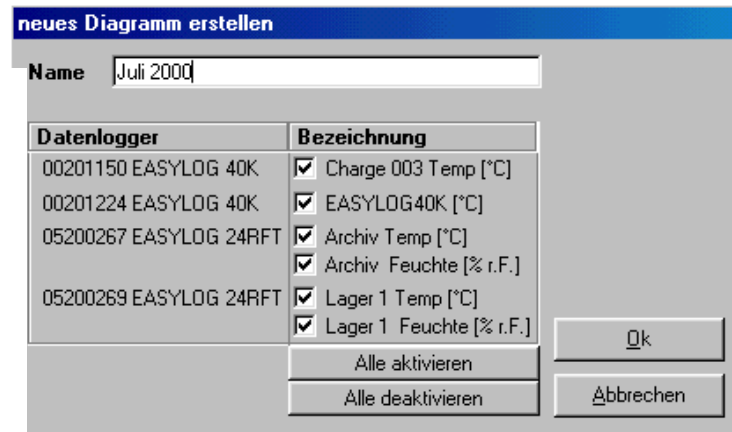 neues Diagramm erstellen
Name Juli 2000
Datenlogger Bezeichnung
00201150 EASYLOG 40K Charge 003 Temp [°C]
00201224 EASYLOG 40K EASYLOG40K [°C]
05200267 EASYLOG 24RFT Archiv Temp [°C]
Archiv Feuchte [% r.F.]
05200269 EASYLOG 24RFT Lager 1 Temp [°C]
Lager 1 Feuchte [% r.F.]
Ok
Alle aktivieren
Alle deaktivieren Abbrechen